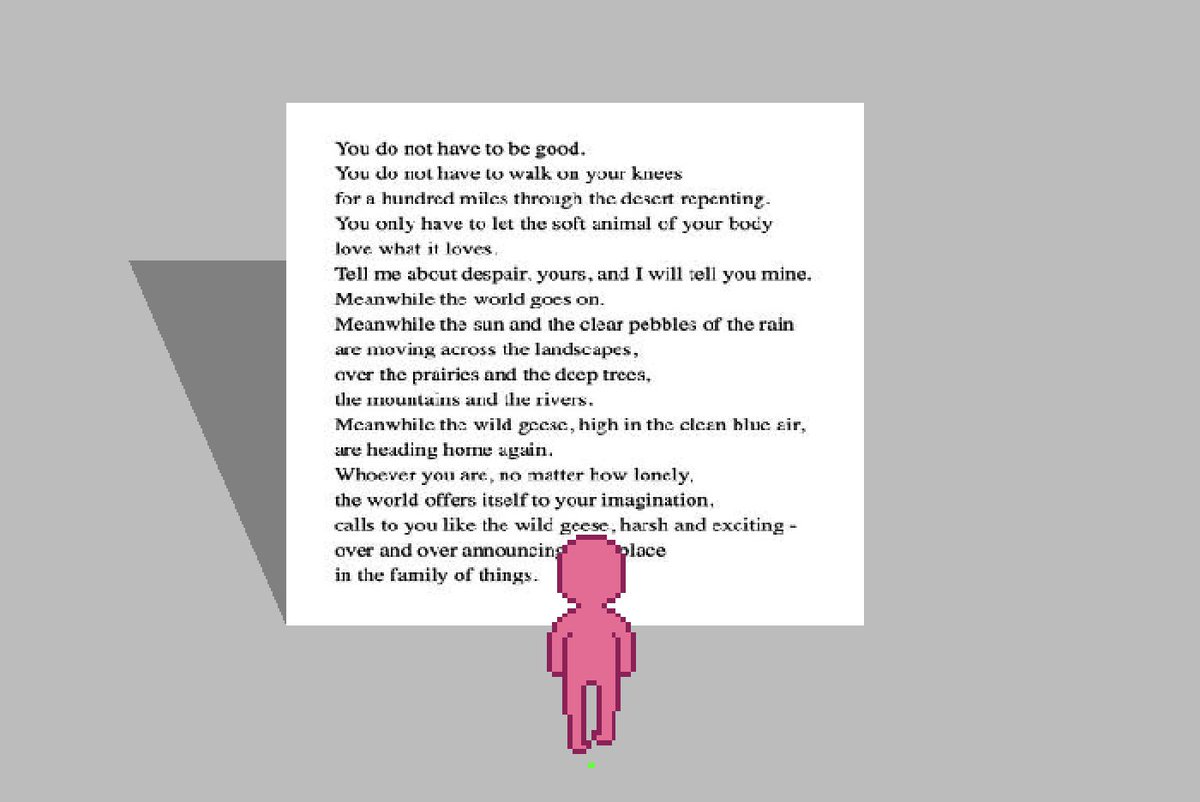 You do not have to be good.
You do not have to walk on your knees
for a hundred miles through the desert repenting.
You only have to let the soft animal of your body
love what it loves.
Tell me about despair, yours, and I will tell you mine.
Meanwhile the world goes on.
Meanwhile the sun and the clear pebbles of the rain
are moving across the landscapes,
over the prairies and the deep trees,
the mountains and the rivers.
Meanwhile the wild geese, high in the clean blue air,
are heading home again.
Whoever you are, no matter how lonely,
the world offers itself to your imagination,
calls to you like the wild geese, harsh and exciting -
over and over announcing place
in the family of things.